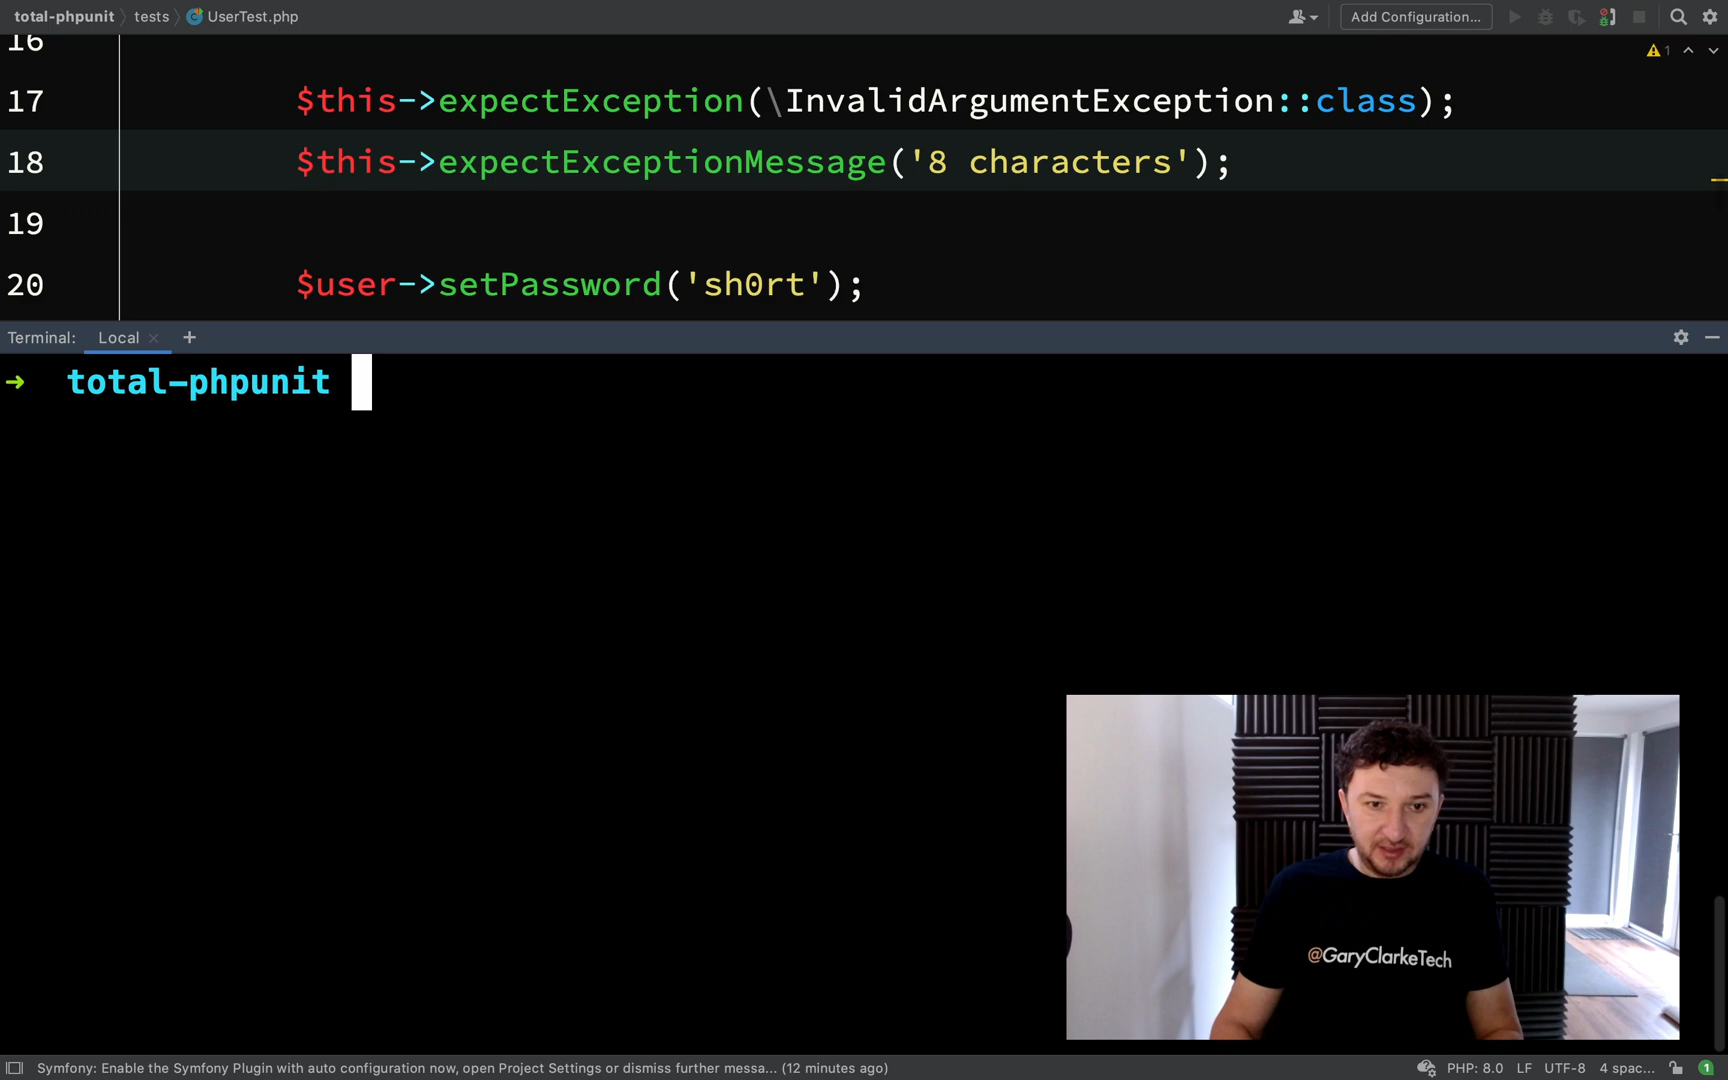 total-phpunit tests UserTest.php Add Configuration...
16 1
17 $this->expectException(\InvalidArgumentException::class);
18 $this->expectExceptionMessage('8 characters');
19
20 $user->setPassword('sh0rt');
Terminal: Local × +
→ total-phpunit
@GaryClarkeTech
Symfony: Enable the Symfony Plugin with auto configuration now, open Project Settings or dismiss further messa... (12 minutes ago) PHP: 8.0 LF UTF-8 4 spac... 1